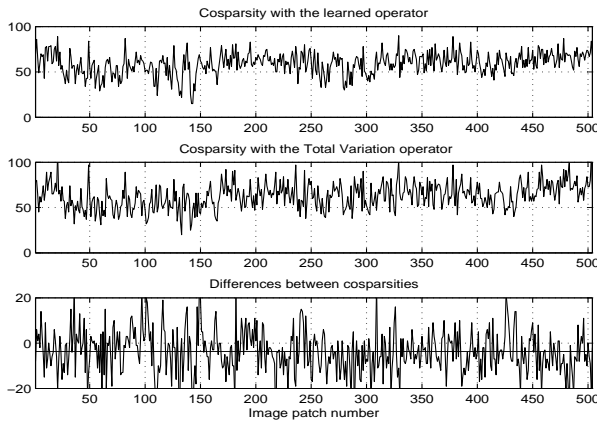 Cosparsity with the learned operator
100
50
0
50 100 150 200 250 300 350 400 450 500
Cosparsity with the Total Variation operator
100
50
0
50 100 150 200 250 300 350 400 450 500
Differences between cosparsities
20
0
−20
50 100 150 200 250 300 350 400 450 500
Image patch number